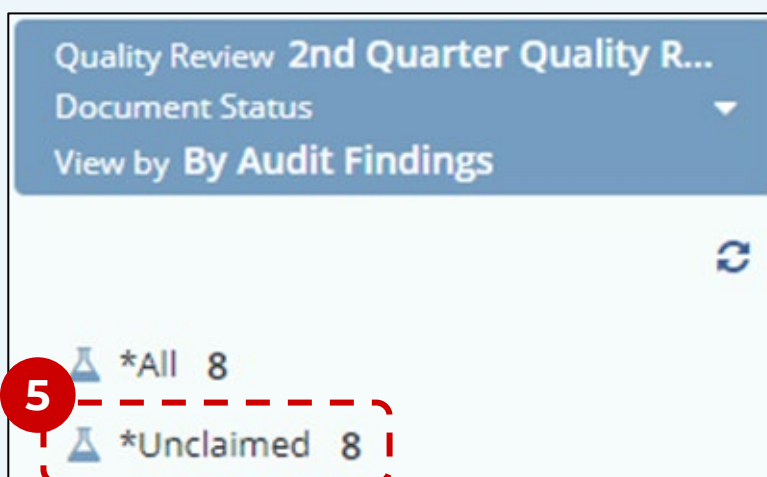 Quality Review 2nd Quarter Quality R...
Document Status
View by By Audit Findings
*All 8
5
*Unclaimed 8